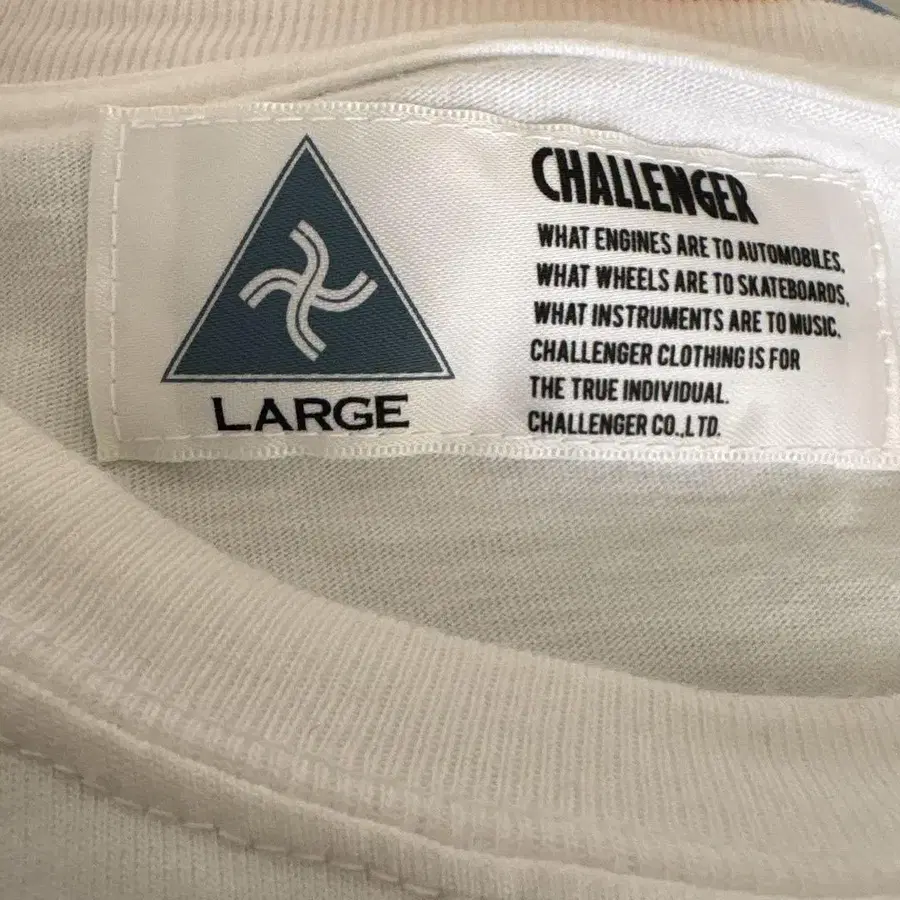 LARGE
CHALLENGER
WHAT ENGINES ARE TO AUTOMOBILES.
WHAT WHEELS ARE TO SKATEBOARDS.
WHAT INSTRUMENTS ARE TO MUSIC.
CHALLENGER CLOTHING IS FOR
THE TRUE INDIVIDUAL.
CHALLENGER CO.,LTD.